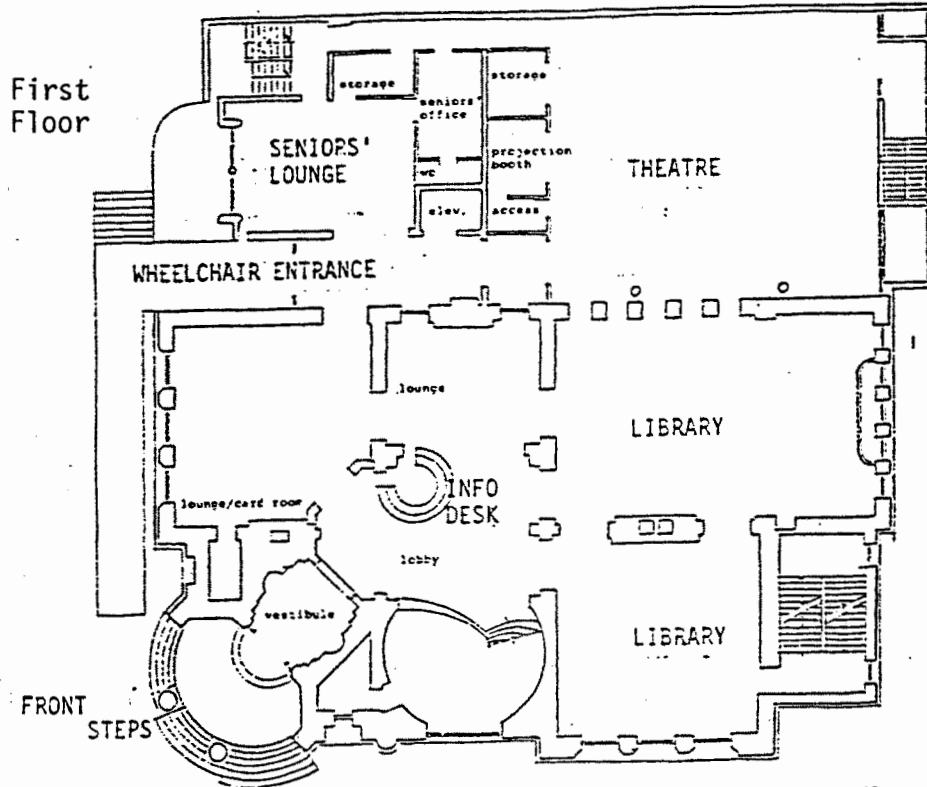 First
Floor
storage
storage
seniors'
office
SENIORS'
LOUNGE
projection
booth
THEATRE
wc
elev.
access
WHEELCHAIR ENTRANCE
lounge
LIBRARY
INFO
DESK
lounge/card room
lobby
vestibule
LIBRARY
FRONT
STEPS